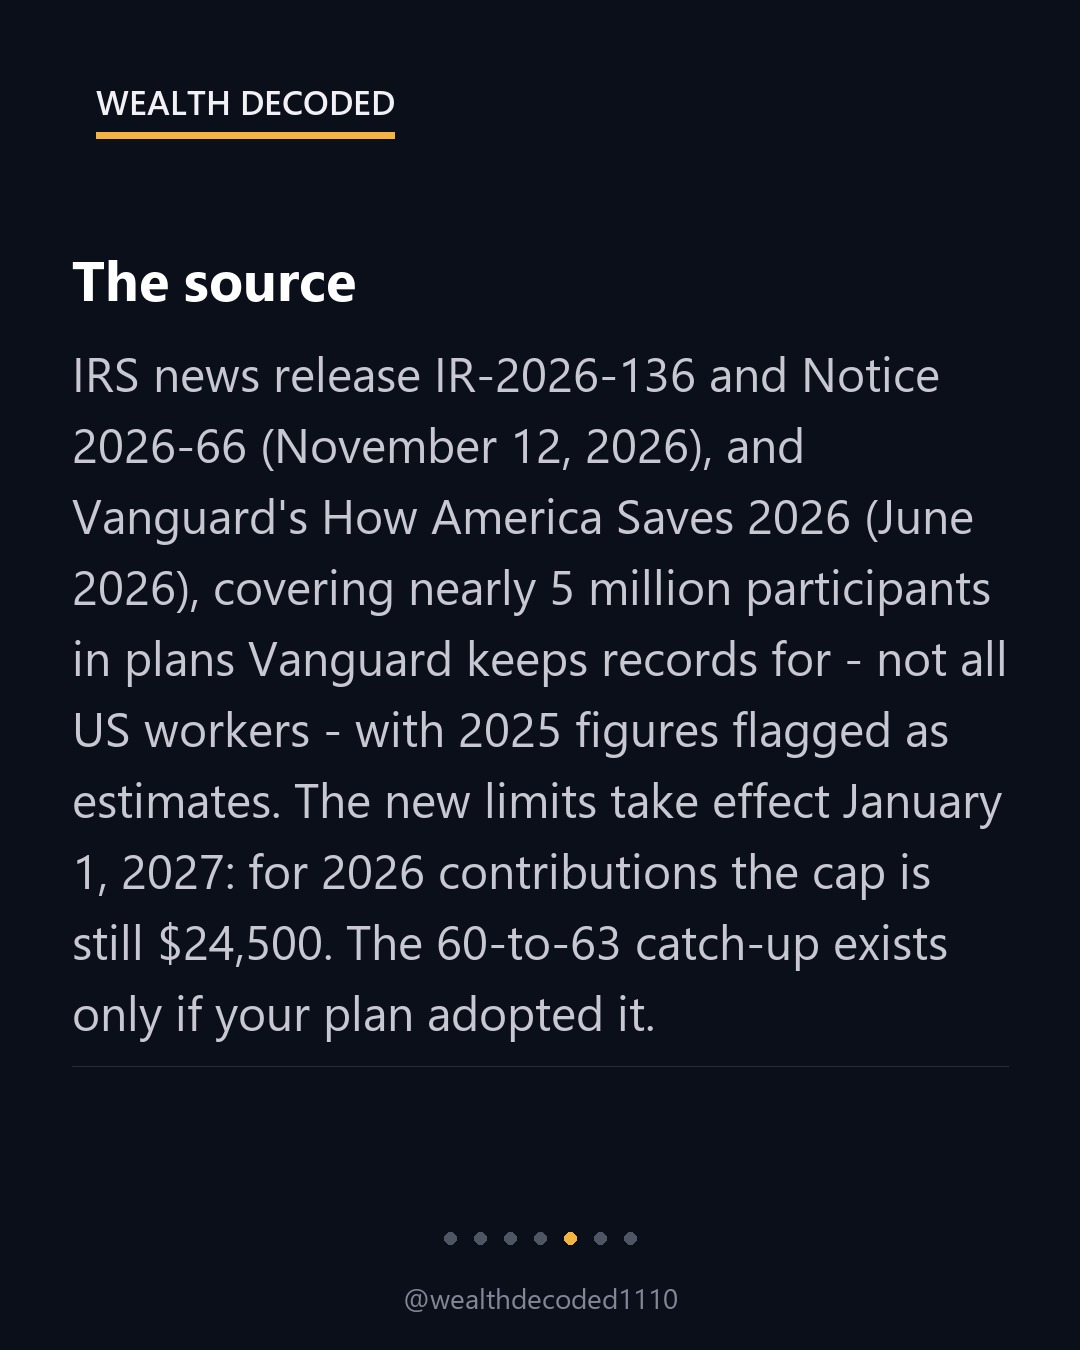 WEALTH DECODED
The source
IRS news release IR-2026-136 and Notice
2026-66 (November 12, 2026), and
Vanguard's How America Saves 2026 (June
2026), covering nearly 5 million participants
in plans Vanguard keeps records for - not all
US workers - with 2025 figures flagged as
estimates. The new limits take effect January
1, 2027: for 2026 contributions the cap is
still $24,500. The 60-to-63 catch-up exists
only if your plan adopted it.
@wealthdecoded1110